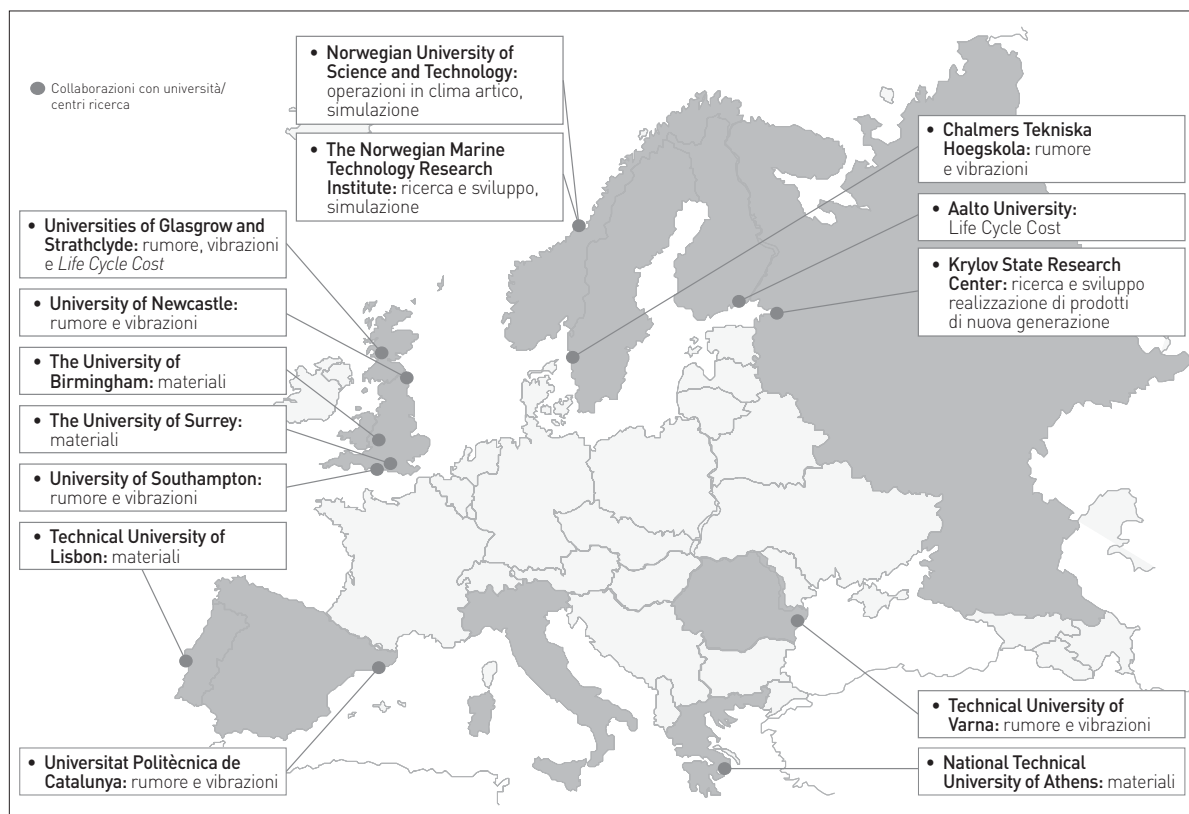 Collaborazioni con università/
centri ricerca
• Norwegian University of
Science and Technology:
operazioni in clima artico,
simulazione
• The Norwegian Marine
Technology Research
Institute: ricerca e sviluppo,
simulazione
• Universities of Glasgrow and
Strathclyde: rumore, vibrazioni
e Life Cycle Cost
• University of Newcastle:
rumore e vibrazioni
• The University of
Birmingham: materiali
• The University of Surrey:
materiali
• University of Southampton:
rumore e vibrazioni
• Technical University of
Lisbon: materiali
• Universitat Politècnica de
Catalunya: rumore e vibrazioni
• Chalmers Tekniska
Hoegskola: rumore
e vibrazioni
• Aalto University:
Life Cycle Cost
• Krylov State Research
Center: ricerca e sviluppo
realizzazione di prodotti
di nuova generazione
• Technical University of
Varna: rumore e vibrazioni
• National Technical
University of Athens: materiali